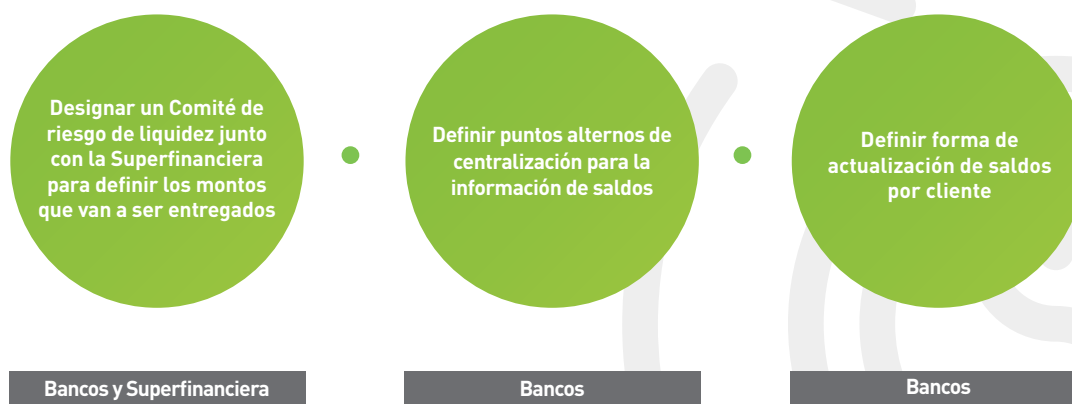 Designar un Comité de
riesgo de liquidez junto
con la Superfinanciera
para definir los montos
que van a ser entregados
Definir puntos alternos de
centralización para la
información de saldos
Definir forma de
actualización de saldos
por cliente
Bancos y Superfinanciera
Bancos
Bancos